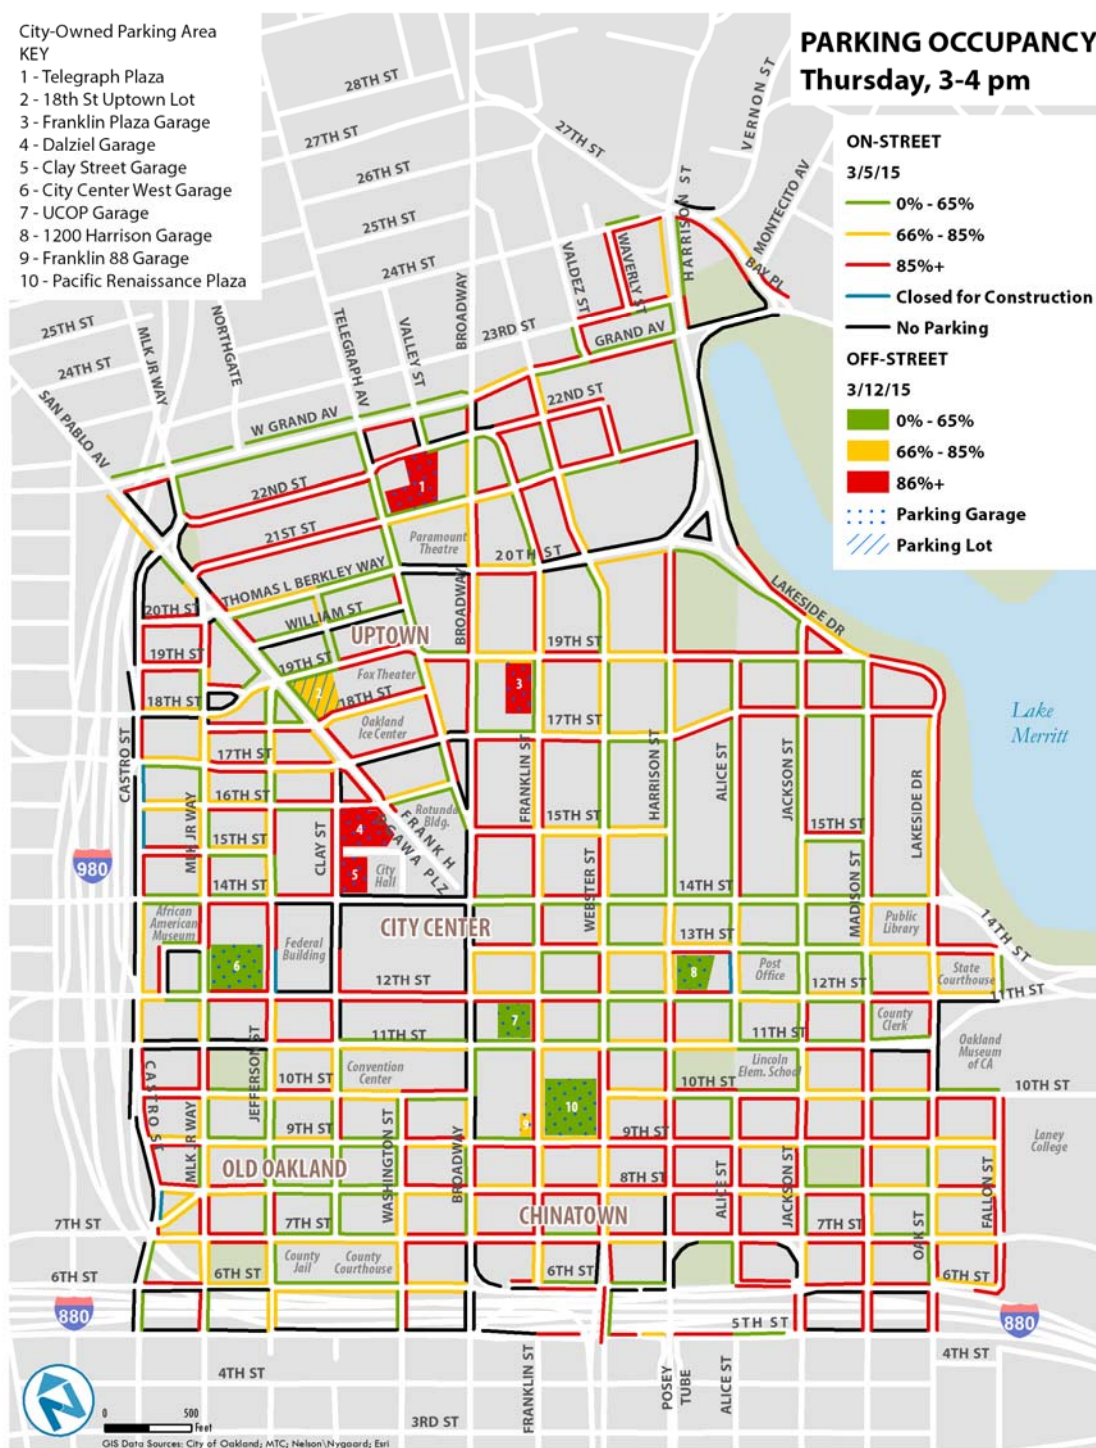 City-Owned Parking Area
KEY
1 - Telegraph Plaza
2 - 18th St Uptown Lot
3 - Franklin Plaza Garage
4 - Dalziel Garage
5 - Clay Street Garage
6 - City Center West Garage
7 - UCOP Garage
8 - 1200 Harrison Garage
9 - Franklin 88 Garage
10 - Pacific Renaissance Plaza
PARKING OCCUPANCY
Thursday, 3-4 pm
ON-STREET
3/5/15
0% - 65%
66% - 85%
85%+
Closed for Construction
No Parking
OFF-STREET
3/12/15
0% - 65%
66% - 85%
86%+
Parking Garage
Parking Lot
28TH ST
27TH ST
27TH ST
VERNON ST
26TH ST
HARRISON ST
MONTECITO AV
25TH ST
24TH ST
BAY PL
VALDEZ ST
WAVERLY ST
BROADWAY
25TH ST
24TH ST
MLK JR WAY
NORTHGATE
TELEGRAPH AV
VALLEY ST
23RD ST
GRAND AV
SAN PABLO AV
W GRAND AV
22ND ST
22ND ST
1
21ST ST
Paramount
Theatre
20TH ST
THOMAS L BERKLEY WAY
20TH ST
WILLIAM ST
UPTOWN
BROADWAY
LAKESIDE DR
19TH ST
19TH ST
19TH ST
Fox Theater
2
3
18TH ST
18TH ST
Oakland
Ice Center
17TH ST
Lake
Merritt
17TH ST
CASTRO ST
FRANKLIN ST
HARRISON ST
ALICE ST
JACKSON ST
LAKESIDE DR
16TH ST
MLK JR WAY
15TH ST
CLAY ST
4
FRANK H
OGAWA PLZ
Rotunda
Bldg.
15TH ST
15TH ST
980
5
City
Hall
WEBSTER ST
MADISON ST
14TH ST
14TH ST
14TH ST
African
American
Museum
Federal
Building
CITY CENTER
13TH ST
Public
Library
6
12TH ST
8
Post
Office
12TH ST
State
Courthouse
11TH ST
7
11TH ST
11TH ST
County
Clerk
JEFFERSON ST
Oakland
Museum
of CA
CASTRO ST
10TH ST
Convention
Center
10TH ST
Lincoln
Elem. School
10TH ST
MLK JR WAY
9TH ST
WASHINGTON ST
BROADWAY
9
10
9TH ST
Laney
College
OLD OAKLAND
8TH ST
ALICE ST
JACKSON ST
FALLON ST
7TH ST
7TH ST
CHINATOWN
7TH ST
OAK ST
6TH ST
6TH ST
County
Jail
County
Courthouse
6TH ST
6TH ST
880
5TH ST
880
4TH ST
FRANKLIN ST
POSEY
TUBE
ALICE ST
4TH ST
3RD ST
0
500
Feet
GIS Data Sources: City of Oakland; MTC; Nelson\Nygaard; Esri